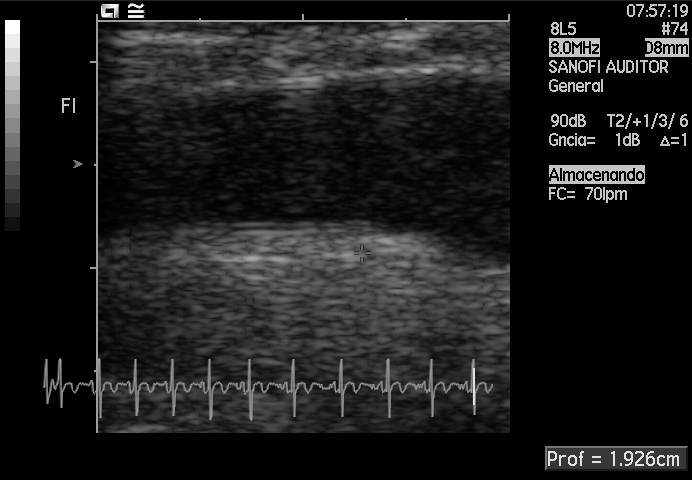 07:57:19
8L5 #74
8.0MHz D8mm
SANOFI AUDITOR
General
FI
90dB T2/+1/3/ 6
Gncia= 1dB Δ=1
Almacenando
FC= 70lpm
Prof = 1.926cm